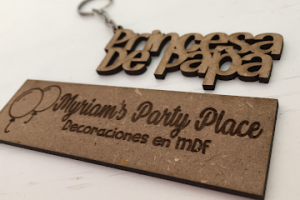 Princesa
De Papá
Myriam's Party Place
Decoraciones en MDF